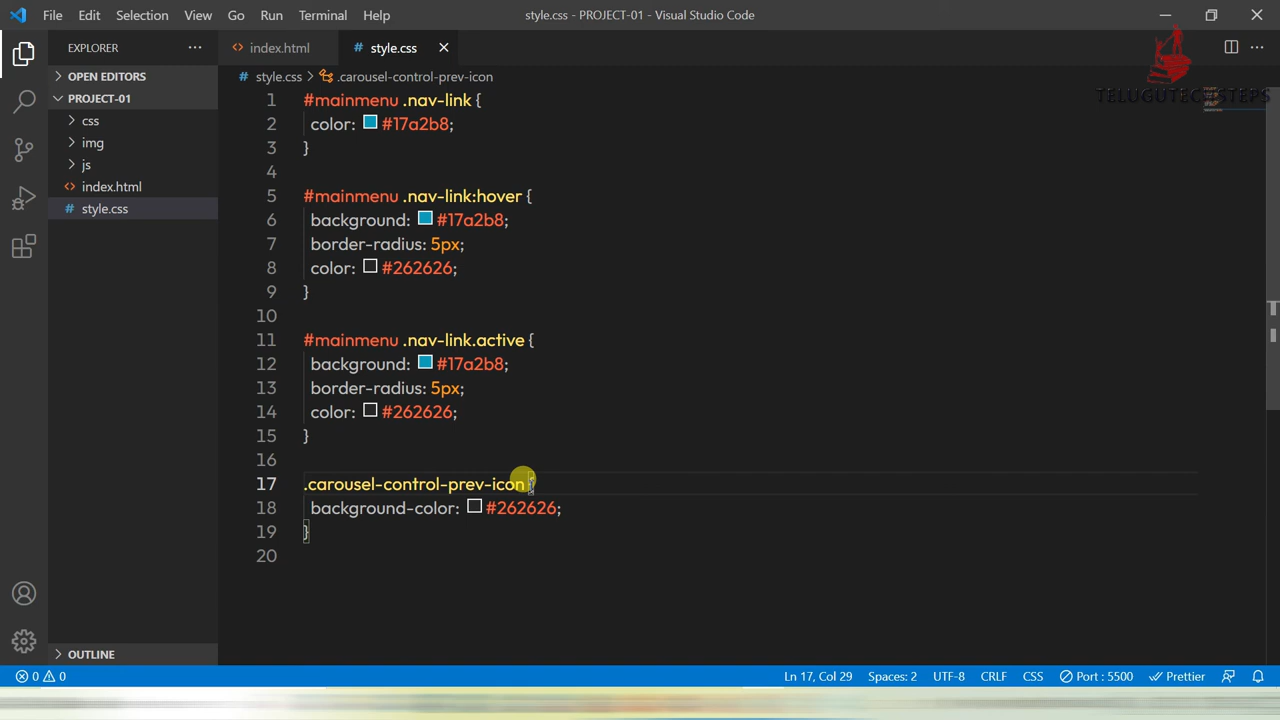 File Edit Selection View Go Run Terminal Help style.css - PROJECT-01 - Visual Studio Code
EXPLORER
OPEN EDITORS
PROJECT-01
css
img
js
index.html
style.css
OUTLINE
index.html
style.css
style.css > .carousel-control-prev-icon
1 #mainmenu .nav-link {
2 color: #17a2b8;
3 }
4
5 #mainmenu .nav-link:hover {
6 background: #17a2b8;
7 border-radius: 5px;
8 color: #262626;
9 }
10
11 #mainmenu .nav-link.active {
12 background: #17a2b8;
13 border-radius: 5px;
14 color: #262626;
15 }
16
17 .carousel-control-prev-icon {
18 background-color: #262626;
19 }
20
TELUGUTECHSTEPS
0 0 Ln 17, Col 29 Spaces: 2 UTF-8 CRLF CSS Port : 5500 Prettier